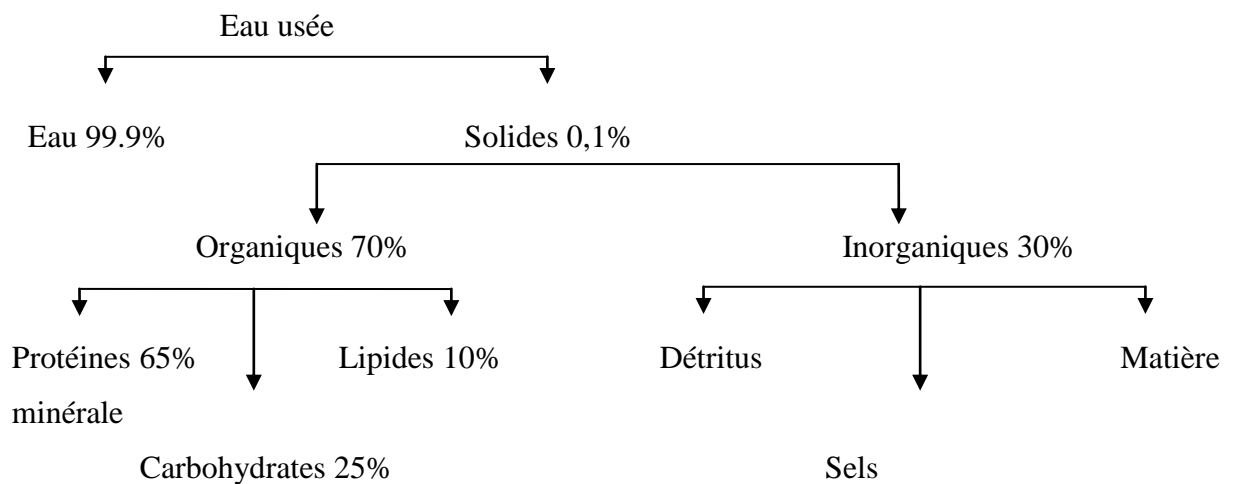 Eau usée
Eau 99.9% Solides 0,1%
Organiques 70% Inorganiques 30%
Protéines 65% Lipides 10% Détritus Matière
minérale
Carbohydrates 25% Sels